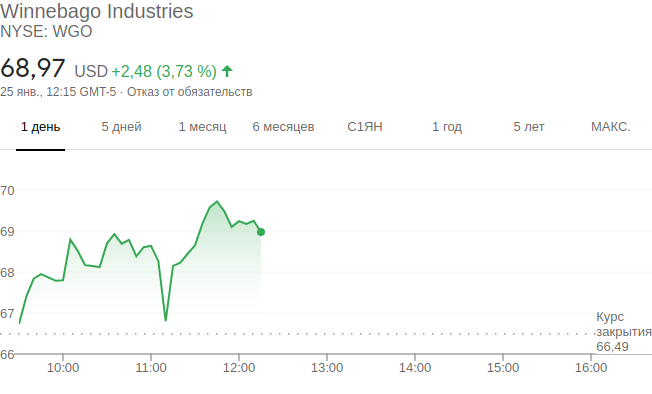 Winnebago Industries
NYSE: WGO
68,97 USD +2,48 (3,73 %)
25 янв., 12:15 GMT-5 · Отказ от обязательств
1 день 5 дней 1 месяц 6 месяцев С1ЯН 1 год 5 лет МАКС.
70
69
68
67
Курс
закрытия
66,49
66
10:00 11:00 12:00 13:00 14:00 15:00 16:00